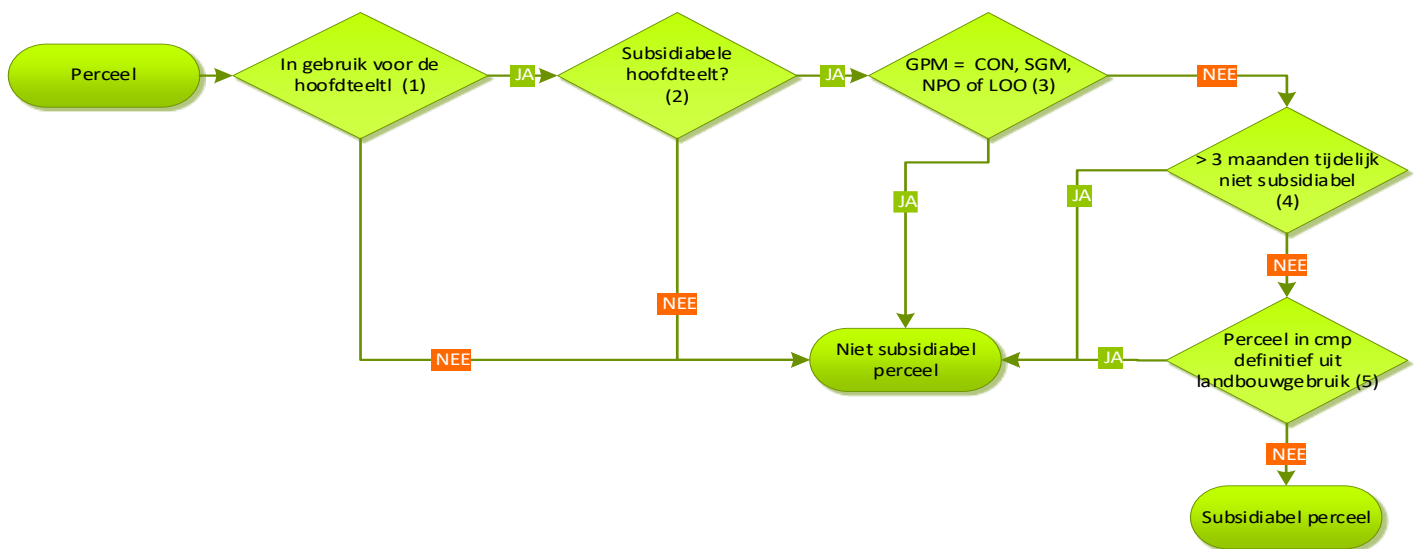 Perceel
In gebruik voor de
hoofdteeltl (1)
JA
Subsidiabele
hoofdteelt?
(2)
JA
GPM = CON, SGM,
NPO of LOO (3)
NEE
> 3 maanden tijdelijk
niet subsidiabel
(4)
JA
JA
NEE
NEE
Niet subsidiabel
perceel
NEE
JA
Perceel in cmp
definitief uit
landbouwgebruik (5)
NEE
Subsidiabel perceel